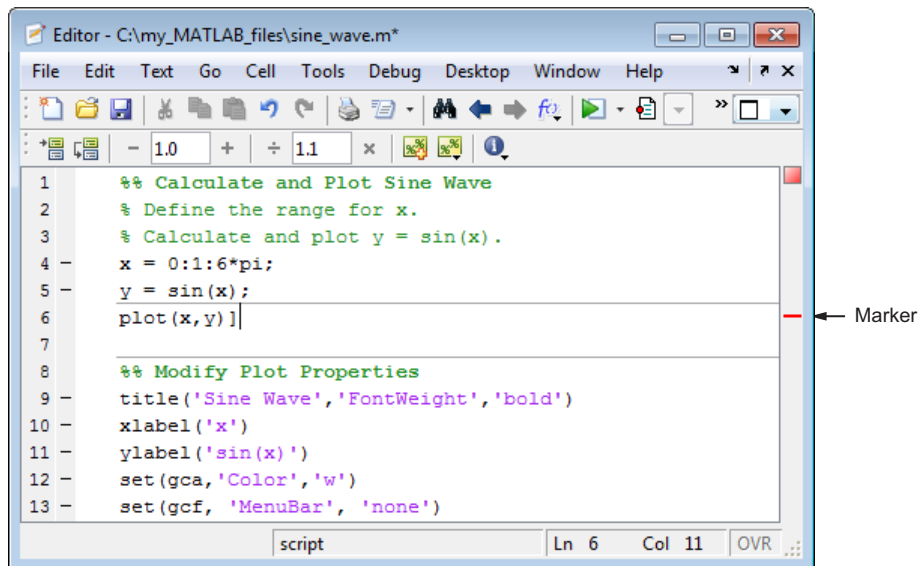 Editor - C:\my_MATLAB_files\sine_wave.m*
File Edit Text Go Cell Tools Debug Desktop Window Help
- 1.0 + ÷ 1.1 ×
1 %% Calculate and Plot Sine Wave
2 % Define the range for x.
3 % Calculate and plot y = sin(x).
4 – x = 0:1:6*pi;
5 – y = sin(x);
6 plot(x,y)]
Marker
7
8 %% Modify Plot Properties
9 – title('Sine Wave','FontWeight','bold')
10 – xlabel('x')
11 – ylabel('sin(x)')
12 – set(gca,'Color','w')
13 – set(gcf, 'MenuBar', 'none')
script Ln 6 Col 11 OVR